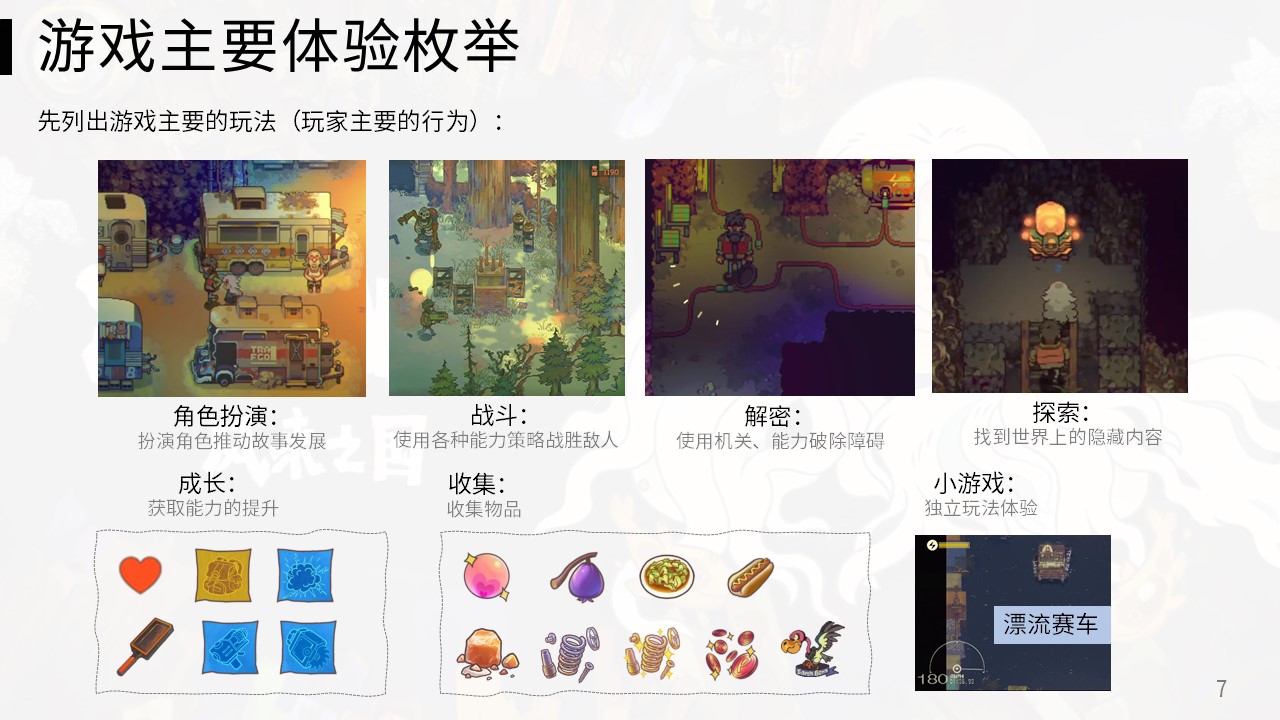 游戏主要体验枚举
先列出游戏主要的玩法（玩家主要的行为）：
1190
TRA
FCO
角色扮演：
扮演角色推动故事发展
战斗：
使用各种能力策略战胜敌人
解密：
使用机关、能力破除障碍
探索：
找到世界上的隐藏内容
成长：
获取能力的提升
收集：
收集物品
小游戏：
独立玩法体验
漂流赛车
180
7